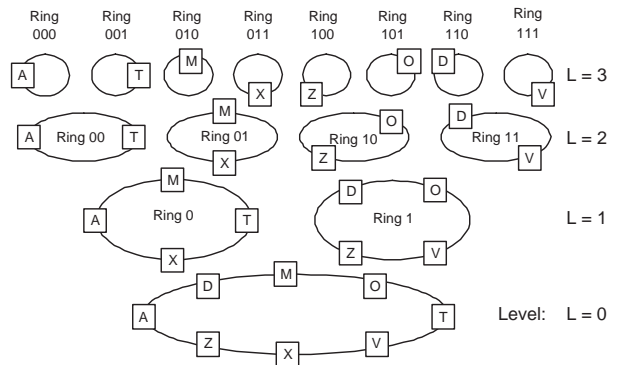 Ring Ring Ring Ring Ring Ring Ring Ring
000 001 010 011 100 101 110 111
A T M X Z O D V L = 3
A Ring 00 T M Ring 01 X O Ring 10 Z D Ring 11 V L = 2
M D O
A Ring 0 T Ring 1 L = 1
X Z V
D M O
A T Level: L = 0
Z X V